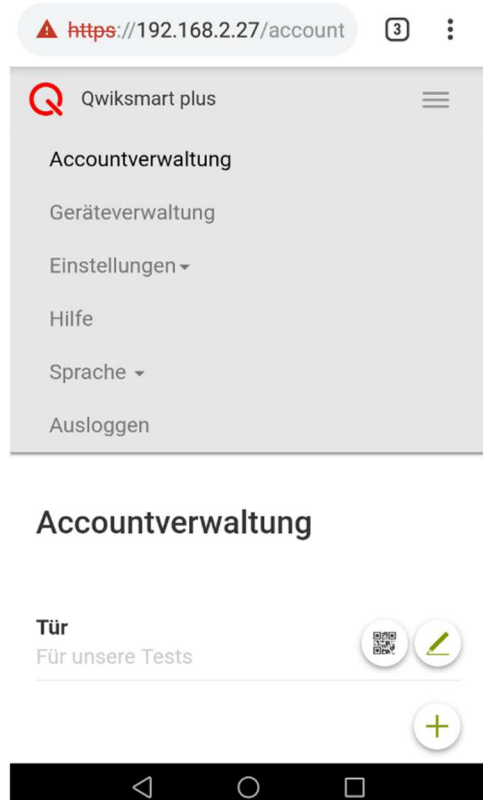 https://192.168.2.27/account 3
Qwiksmart plus
Accountverwaltung
Geräteverwaltung
Einstellungen
Hilfe
Sprache
Ausloggen
Accountverwaltung
Tür
Für unsere Tests